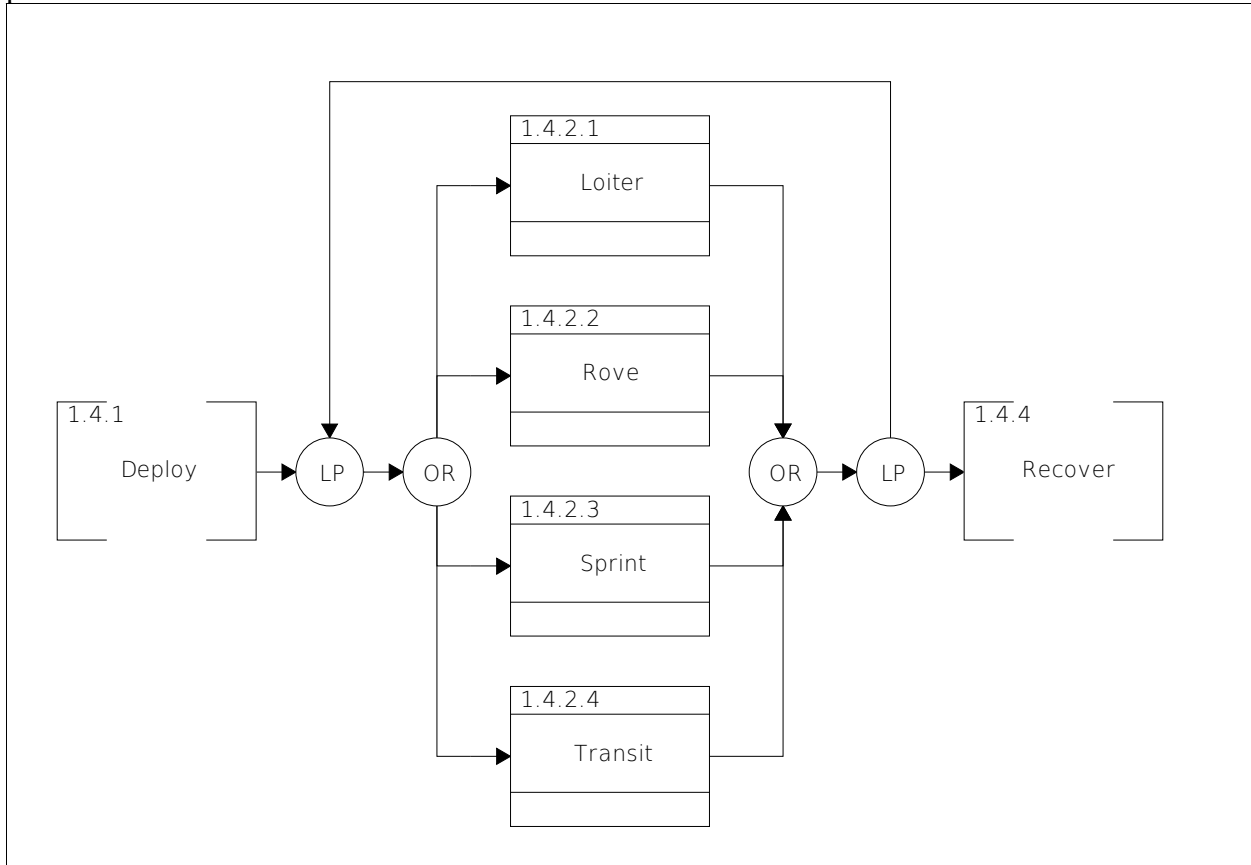 1.4.2.1
Loiter
1.4.2.2
Rove
1.4.1
Deploy
LP
OR
OR
LP
1.4.4
Recover
1.4.2.3
Sprint
1.4.2.4
Transit